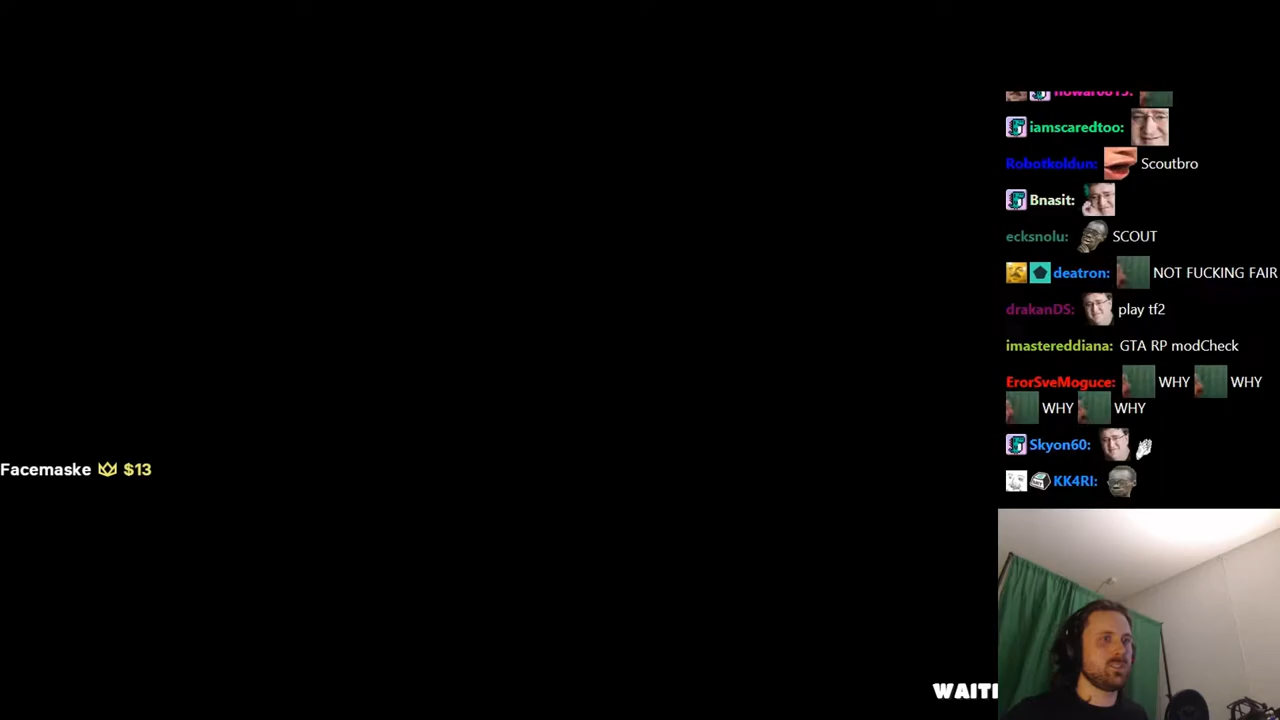 iamscaredtoo:
Robotkoldun: Scoutbro
Bnasit:
ecksnolu: SCOUT
deatron: NOT FUCKING FAIR
drakanDS: play tf2
imastereddiana: GTA RP modCheck
ErorSveMoguce: WHY WHY
WHY WHY
Skyon60:
KK4RI:
Facemaske $13
WAITI